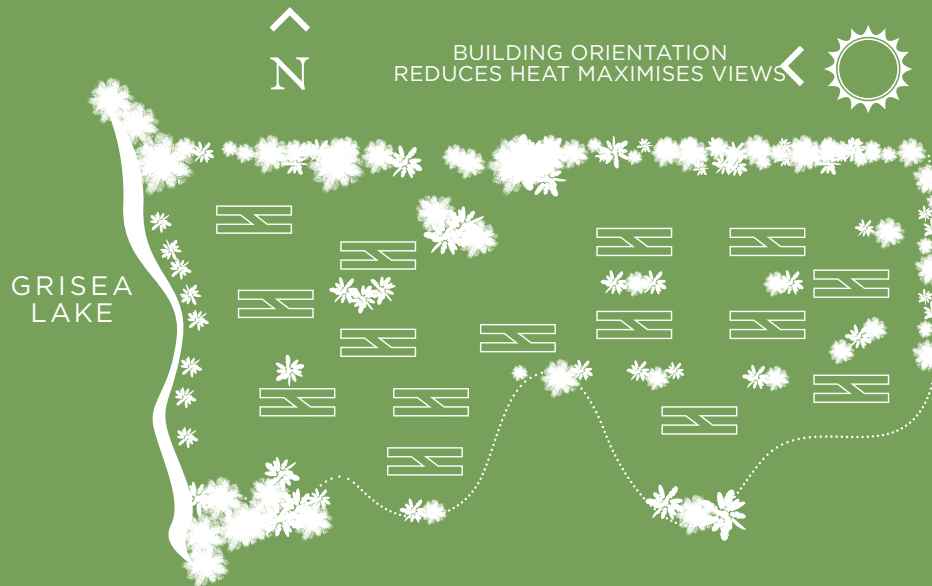 N
BUILDING ORIENTATION
REDUCES HEAT MAXIMISES VIEWS
GRISEA
LAKE